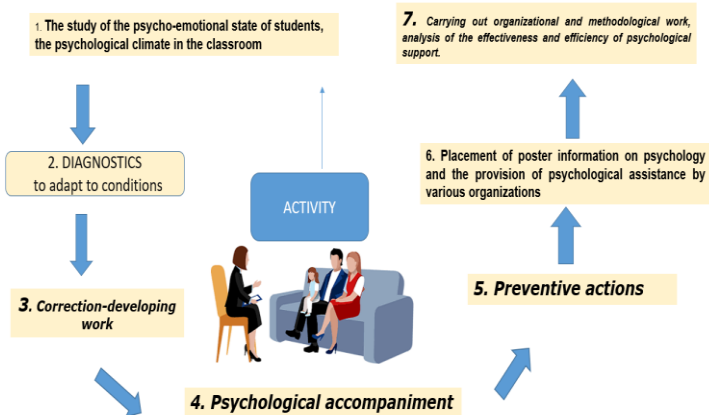 1. The study of the psycho-emotional state of students,
the psychological climate in the classroom
2. DIAGNOSTICS
to adapt to conditions
3. Correction-developing
work
4. Psychological accompaniment
5. Preventive actions
6. Placement of poster information on psychology
and the provision of psychological assistance by
various organizations
7. Carrying out organizational and methodological work,
analysis of the effectiveness and efficiency of psychological
support.
ACTIVITY